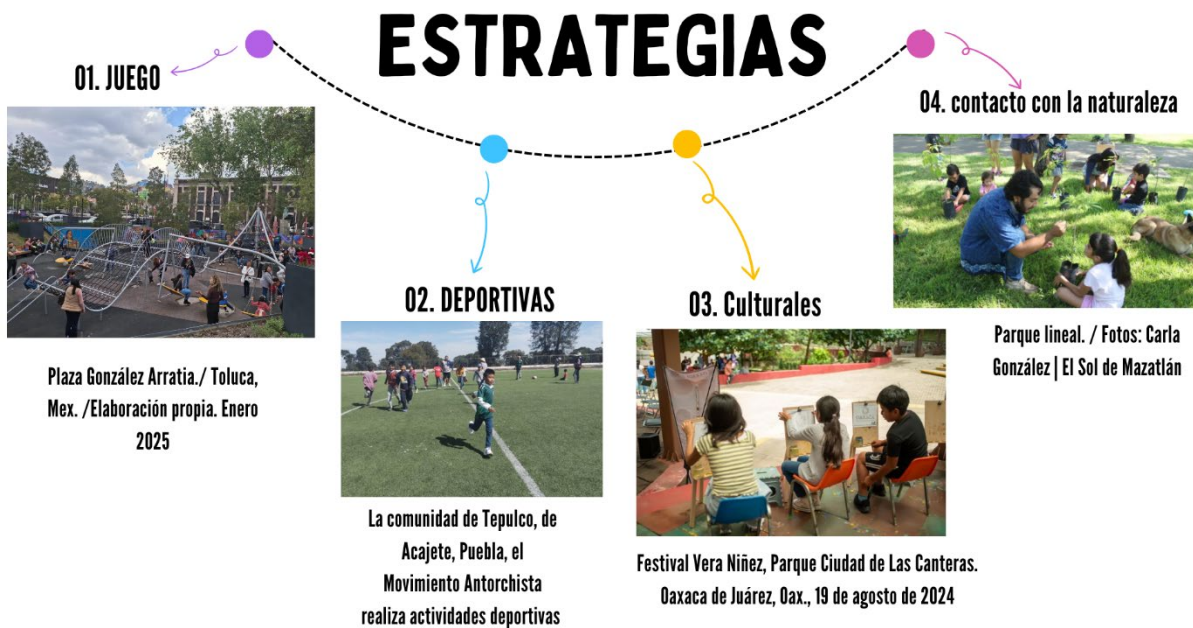 ESTRATEGIAS
01. JUEGO
Plaza González Arratia./ Toluca,
Mex. /Elaboración propia. Enero
2025
02. DEPORTIVAS
La comunidad de Tepulco, de
Acajete, Puebla, el
Movimiento Antorchista
realiza actividades deportivas
03. Culturales
Festival Vera Niñez, Parque Ciudad de Las Canteras.
Oaxaca de Juárez, Oax., 19 de agosto de 2024
04. contacto con la naturaleza
Parque lineal. / Fotos: Carla
González | El Sol de Mazatlán